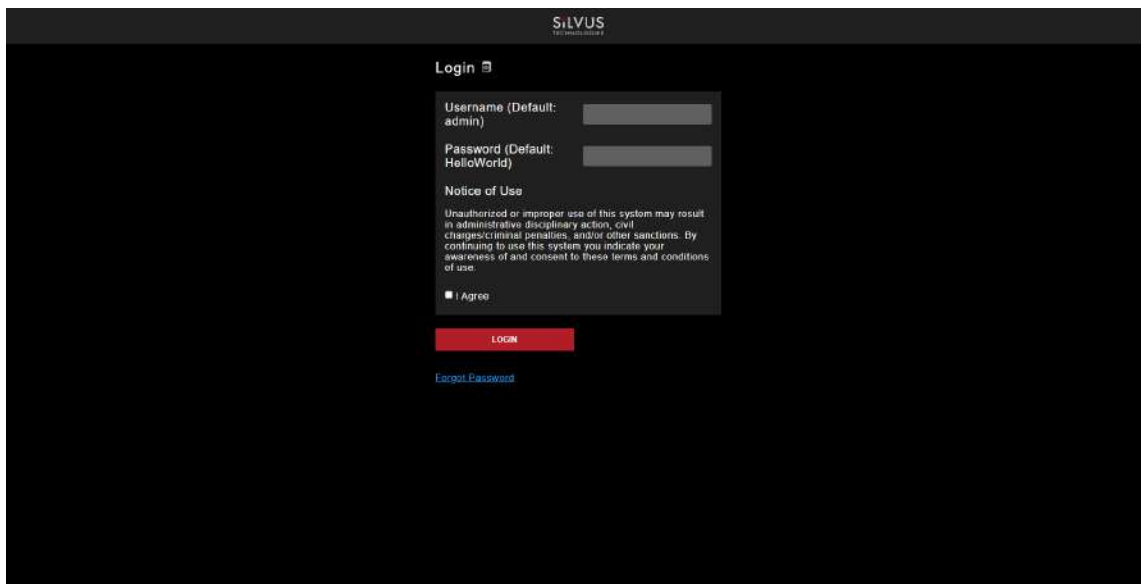 SiLVUS
TECHNOLOGIES
Login
Username (Default:
admin)
Password (Default:
HelloWorld)
Notice of Use
Unauthorized or improper use of this system may result
in administrative disciplinary action, civil
charges/criminal penalties, and/or other sanctions. By
continuing to use this system you indicate your
awareness of and consent to these terms and conditions
of use.
I Agree
LOGIN
Forgot Password